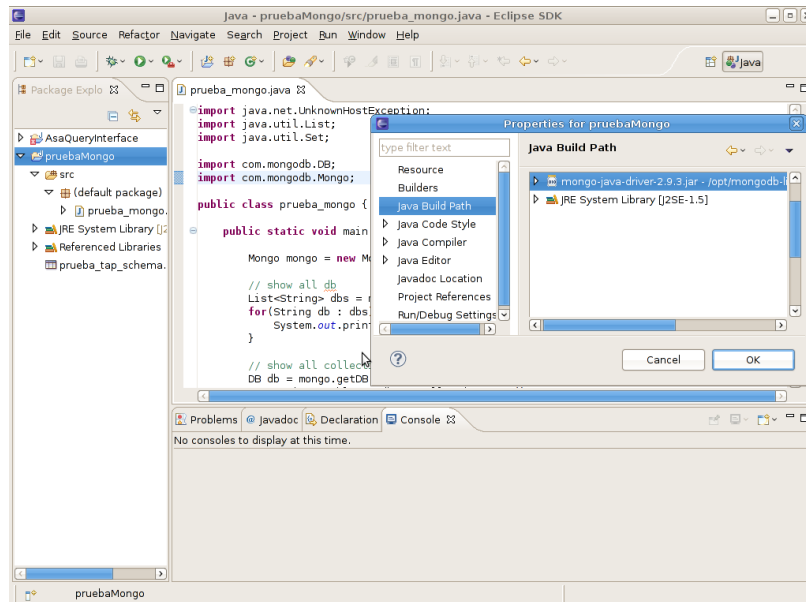 Java - pruebaMongo/src/prueba_mongo.java - Eclipse SDK
File Edit Source Refactor Navigate Search Project Run Window Help
Java
Package Explo
prueba_mongo.java
AsaQueryInterface
pruebaMongo
src
(default package)
prueba_mongo.
JRE System Library [J2
Referenced Libraries
prueba_tap_schema.
import java.net.UnknownHostException;
import java.util.List;
import java.util.Set;
import com.mongodb.DB;
import com.mongodb.Mongo;
public class prueba_mongo {
public static void main
Mongo mongo = new Mo
// show all db
List<String> dbs = m
for(String db : dbs)
System.out.print
}
// show all collect
DB db = mongo.getDB
Properties for pruebaMongo
type filter text
Resource
Builders
Java Build Path
Java Code Style
Java Compiler
Java Editor
Javadoc Location
Project References
Run/Debug Settings
Java Build Path
mongo-java-driver-2.9.3.jar - /opt/mongodb-l
JRE System Library [J2SE-1.5]
Cancel
OK
Problems @ Javadoc Declaration Console
No consoles to display at this time.
pruebaMongo